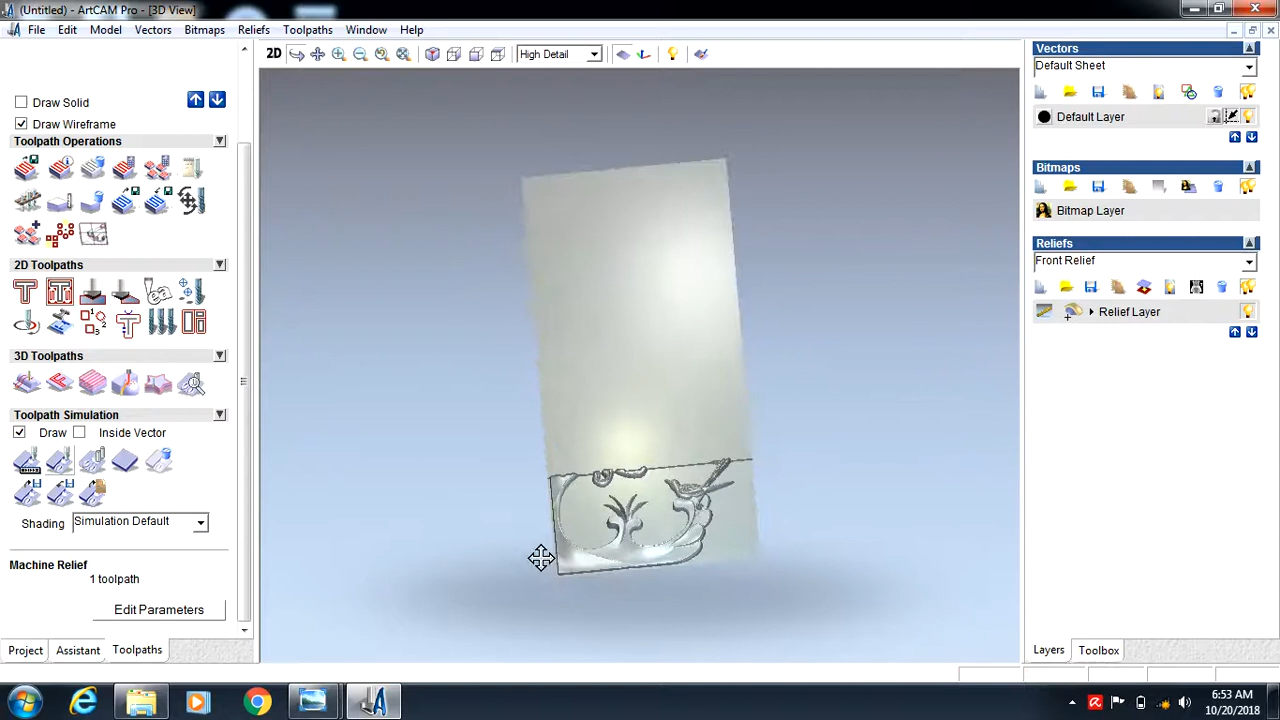 (Untitled) - ArtCAM Pro - [3D View]
File Edit Model Vectors Bitmaps Reliefs Toolpaths Window Help
2D High Detail
Draw Solid
Draw Wireframe
Toolpath Operations
2D Toolpaths
3D Toolpaths
Toolpath Simulation
Draw Inside Vector
Shading Simulation Default
Machine Relief
1 toolpath
Edit Parameters
Project Assistant Toolpaths
Vectors
Default Sheet
Default Layer
Bitmaps
Bitmap Layer
Reliefs
Front Relief
Relief Layer
Layers Toolbox
6:53 AM
10/20/2018